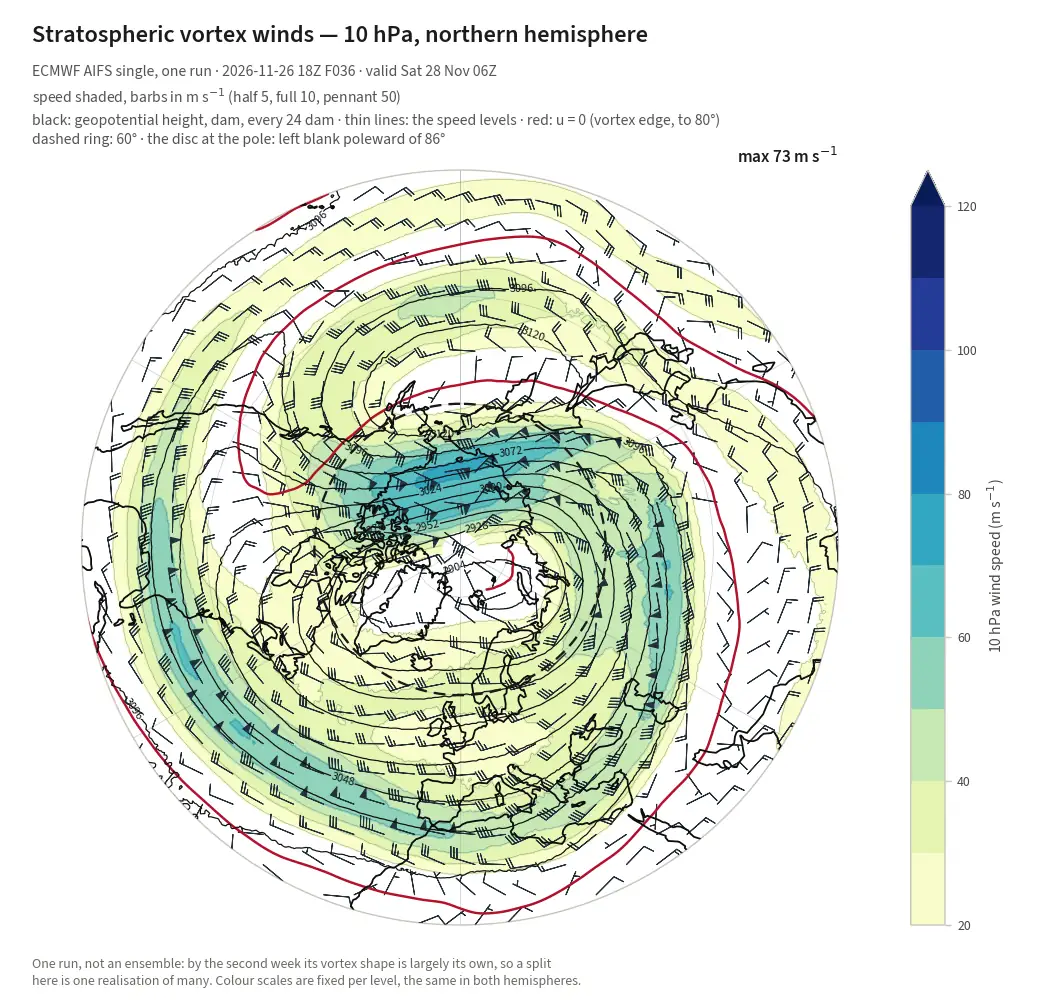 Stratospheric vortex winds — 10 hPa, northern hemisphere
ECMWF AIFS single, one run · 2026-11-26 18Z F036 · valid Sat 28 Nov 06Z
speed shaded, barbs in m s⁻¹ (half 5, full 10, pennant 50)
black: geopotential height, dam, every 24 dam · thin lines: the speed levels · red: u = 0 (vortex edge, to 80°)
dashed ring: 60° · the disc at the pole: left blank poleward of 86°
max 73 m s⁻¹
120
100
80
60
40
20
10 hPa wind speed (m s⁻¹)
3096
3096
3120
3096
3072
3024
2952
2928
3096
3048
One run, not an ensemble: by the second week its vortex shape is largely its own, so a split
here is one realisation of many. Colour scales are fixed per level, the same in both hemispheres.